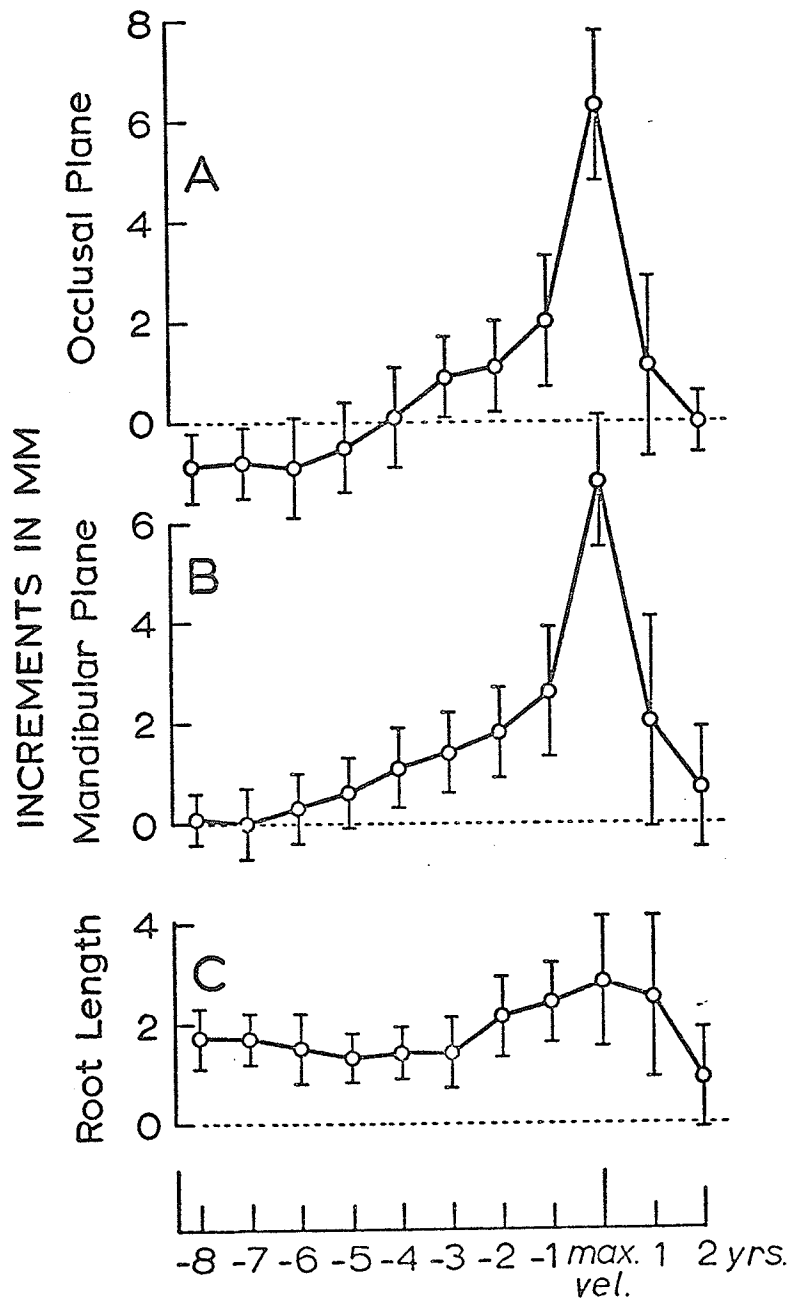 INCREMENTS IN MM
Occlusal Plane
8
6
4
2
0
A
Mandibular Plane
6
4
2
0
B
Root Length
4
2
0
C
-8 -7 -6 -5 -4 -3 -2 -1 max. 1 2 yrs.
vel.